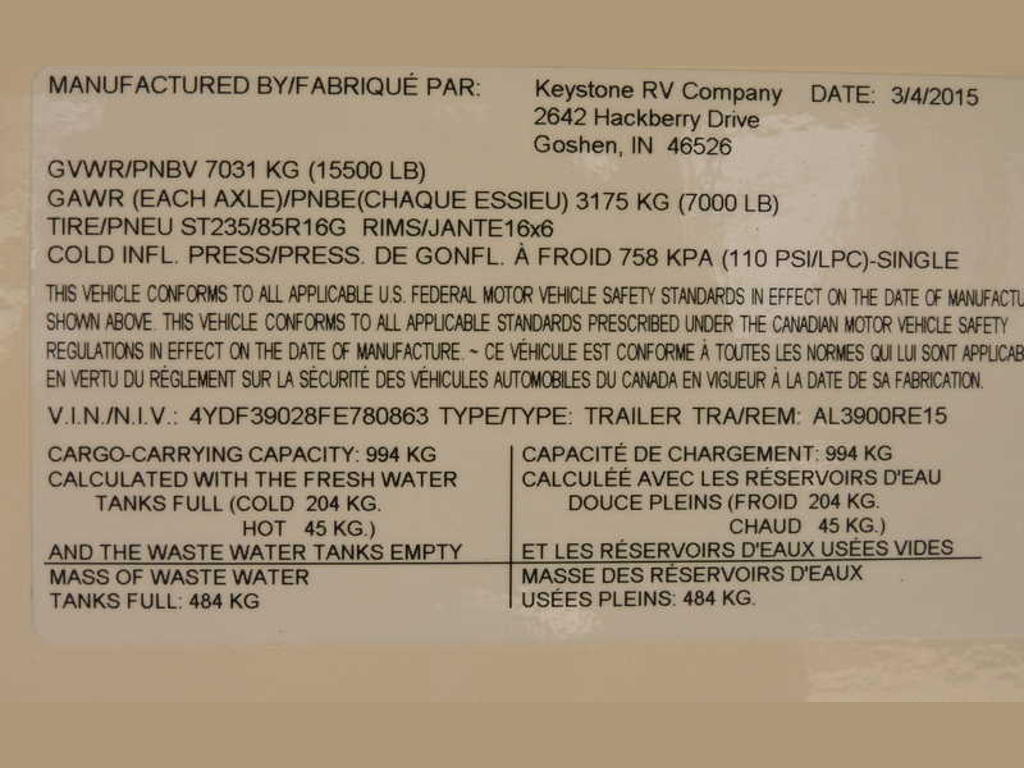 MANUFACTURED BY/FABRIQUÉ PAR: Keystone RV Company DATE: 3/4/2015
2642 Hackberry Drive
Goshen, IN 46526
GVWR/PNBV 7031 KG (15500 LB)
GAWR (EACH AXLE)/PNBE(CHAQUE ESSIEU) 3175 KG (7000 LB)
TIRE/PNEU ST235/85R16G RIMS/JANTE16x6
COLD INFL. PRESS/PRESS. DE GONFL. À FROID 758 KPA (110 PSI/LPC)-SINGLE
THIS VEHICLE CONFORMS TO ALL APPLICABLE U.S. FEDERAL MOTOR VEHICLE SAFETY STANDARDS IN EFFECT ON THE DATE OF MANUFACTU
SHOWN ABOVE. THIS VEHICLE CONFORMS TO ALL APPLICABLE STANDARDS PRESCRIBED UNDER THE CANADIAN MOTOR VEHICLE SAFETY
REGULATIONS IN EFFECT ON THE DATE OF MANUFACTURE. ~ CE VÉHICULE EST CONFORME À TOUTES LES NORMES QUI LUI SONT APPLICAB
EN VERTU DU RÉGLEMENT SUR LA SÉCURITÉ DES VÉHICULES AUTOMOBILES DU CANADA EN VIGUEUR À LA DATE DE SA FABRICATION.
V.I.N./N.I.V.: 4YDF39028FE780863 TYPE/TYPE: TRAILER TRA/REM: AL3900RE15
CARGO-CARRYING CAPACITY: 994 KG
CALCULATED WITH THE FRESH WATER
TANKS FULL (COLD 204 KG.
HOT 45 KG.)
AND THE WASTE WATER TANKS EMPTY
MASS OF WASTE WATER
TANKS FULL: 484 KG
CAPACITÉ DE CHARGEMENT: 994 KG
CALCULÉÉ AVEC LES RÉSERVOIRS D'EAU
DOUCE PLEINS (FROID 204 KG.
CHAUD 45 KG.)
ET LES RÉSERVOIRS D'EAUX USÉES VIDES
MASSE DES RÉSERVOIRS D'EAUX
USÉES PLEINS: 484 KG.